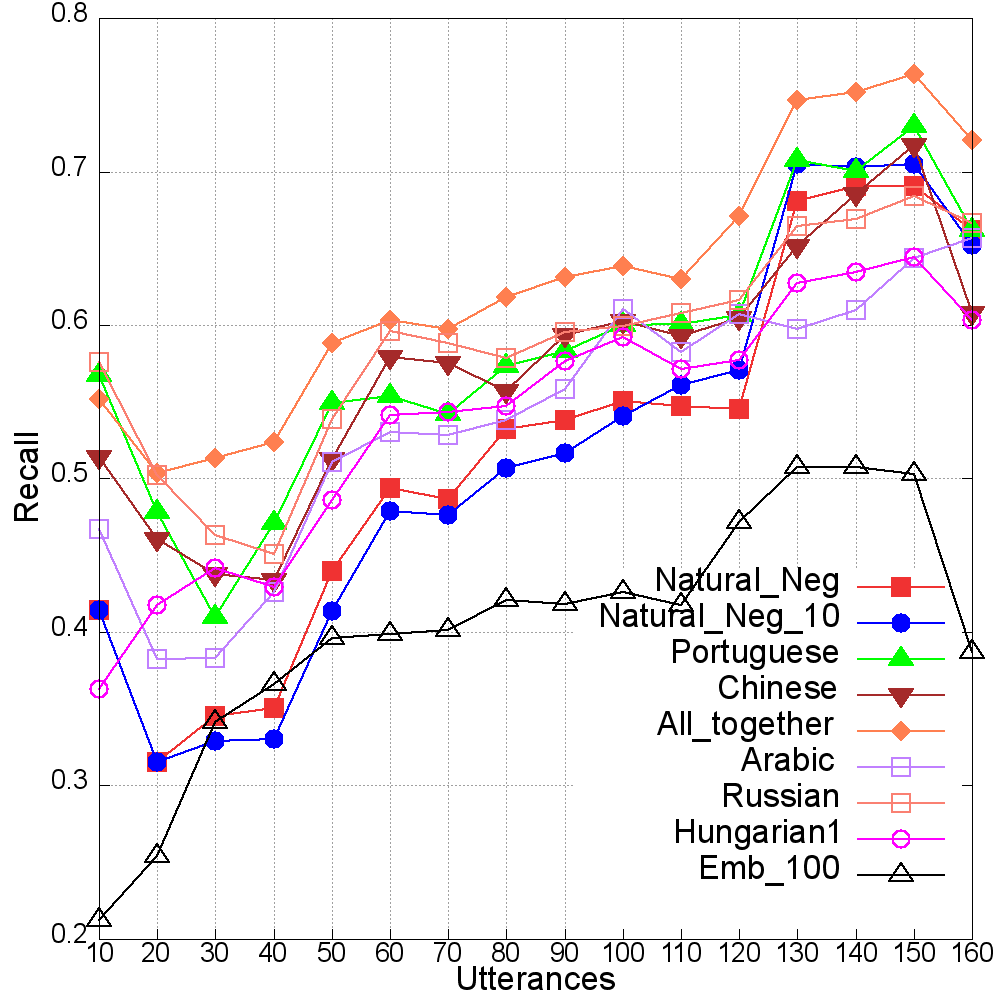 0.8
0.7
0.6
0.5
0.4
0.3
0.2
Recall
Natural_Neg
Natural_Neg_10
Portuguese
Chinese
All_together
Arabic
Russian
Hungarian1
Emb_100
10 20 30 40 50 60 70 80 90 100 110 120 130 140 150 160
Utterances